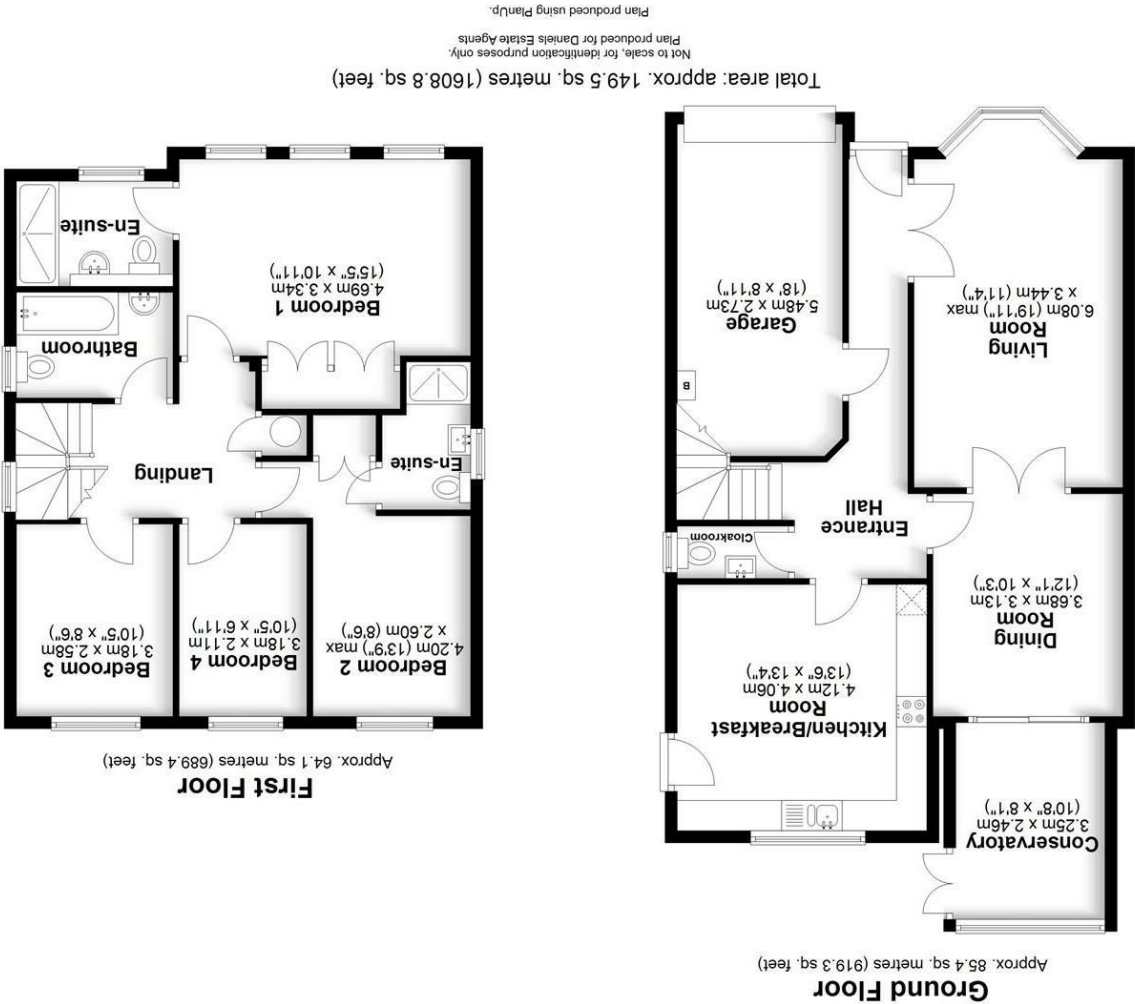 Ground Floor
Approx. 85.4 sq. metres (919.3 sq. feet)
Conservatory
3.25m x 2.46m
(10'8" x 8'1")
Kitchen/Breakfast
Room
4.12m x 4.06m
(13'6" x 13'4")
Dining
Room
3.68m x 3.13m
(12'1" x 10'3")
Cloakroom
Entrance
Hall
Living
Room
6.08m (19'11") max
x 3.44m (11'4")
B
Garage
5.48m x 2.73m
(18' x 8'11")
First Floor
Approx. 64.1 sq. metres (689.4 sq. feet)
Bedroom 2
4.20m (13'9") max
x 2.60m (8'6")
Bedroom 4
3.18m x 2.11m
(10'5" x 6'11")
Bedroom 3
3.18m x 2.58m
(10'5" x 8'6")
En-suite
Landing
Bathroom
Bedroom 1
4.69m x 3.34m
(15'5" x 10'11")
En-suite
Total area: approx. 149.5 sq. metres (1608.8 sq. feet)
Not to scale, for identification purposes only.
Plan produced for Daniels Estate Agents
Plan produced using PlanUp.